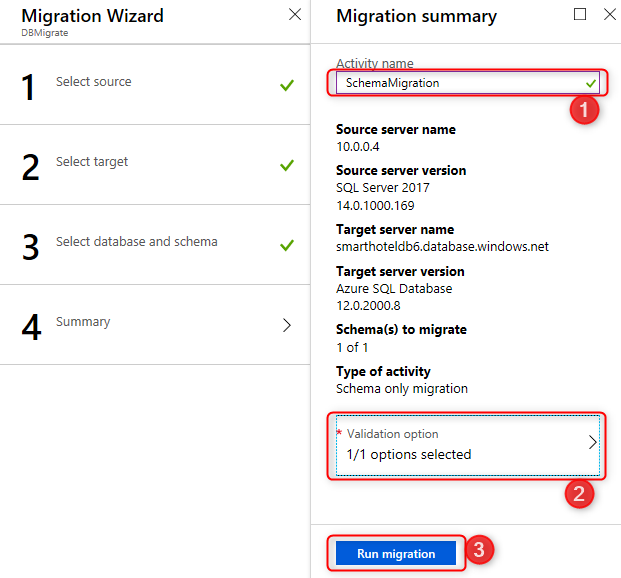 Migration Wizard
DBMigrate
1 Select source
2 Select target
3 Select database and schema
4 Summary
Migration summary
Activity name
SchemaMigration
1
Source server name
10.0.0.4
Source server version
SQL Server 2017
14.0.1000.169
Target server name
smarthoteldb6.database.windows.net
Target server version
Azure SQL Database
12.0.2000.8
Schema(s) to migrate
1 of 1
Type of activity
Schema only migration
* Validation option
1/1 options selected
2
Run migration
3